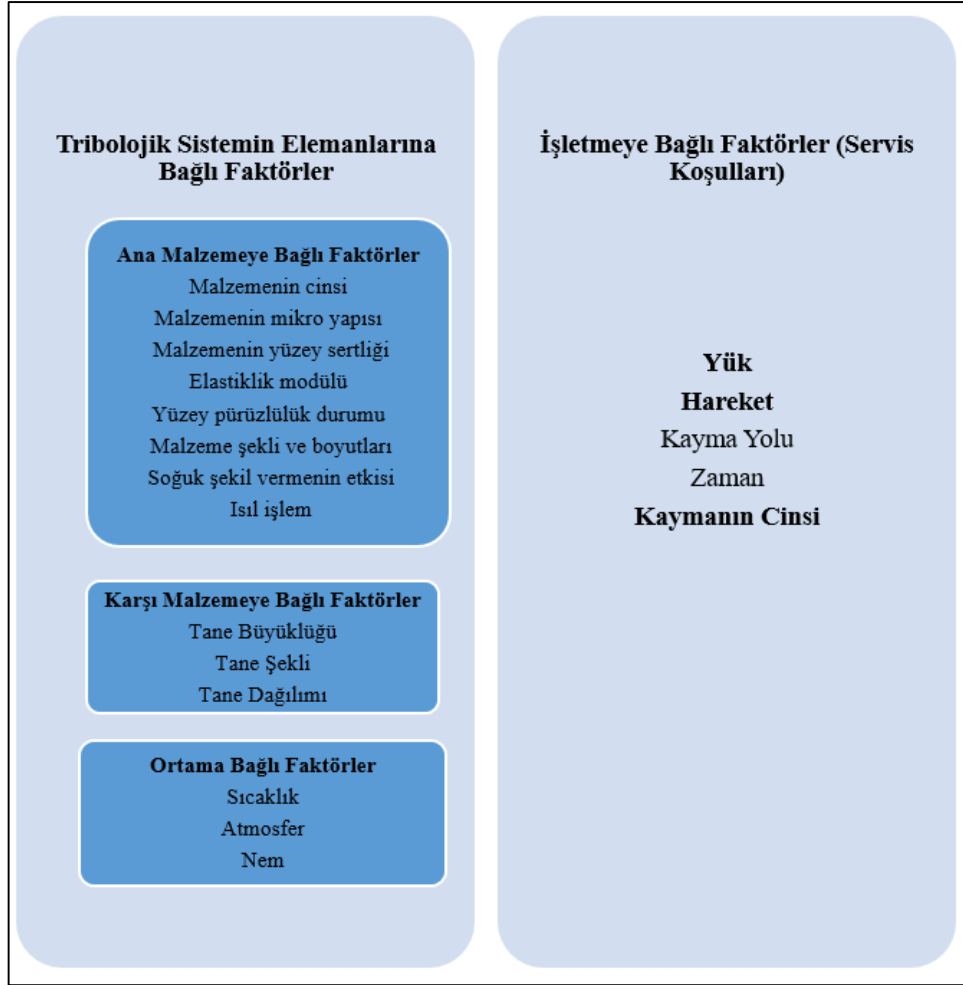 Tribolojik Sistemin Elemanlarına
Bağlı Faktörler
Ana Malzemeye Bağlı Faktörler
Malzemenin cinsi
Malzemenin mikro yapısı
Malzemenin yüzey sertliği
Elastiklik modülü
Yüzey pürüzlülük durumu
Malzeme şekli ve boyutları
Soğuk şekil vermenin etkisi
Isıl işlem
Karşı Malzemeye Bağlı Faktörler
Tane Büyüklüğü
Tane Şekli
Tane Dağılımı
Ortama Bağlı Faktörler
Sıcaklık
Atmosfer
Nem
İşletmeye Bağlı Faktörler (Servis
Koşulları)
Yük
Hareket
Kayma Yolu
Zaman
Kaymanın Cinsi